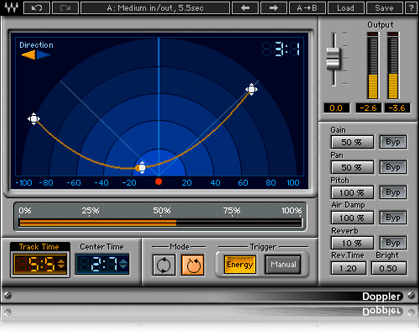 A: Medium in/out, 5.5sec A→B Load Save ?
Direction
3:1
-100 -80 -60 -40 -20 0 20 40 60 80 100
0% 25% 50% 75% 100%
Track Time Center Time Mode Trigger
5:5 2:7 Energy Manual
Output
0.0 -2.6 -3.6
Gain
50 % Byp
Pan
50 % Byp
Pitch
100 % Byp
Air Damp
100 % Byp
Reverb
10 % Byp
Rev.Time Bright
1.20 0.50
Doppler